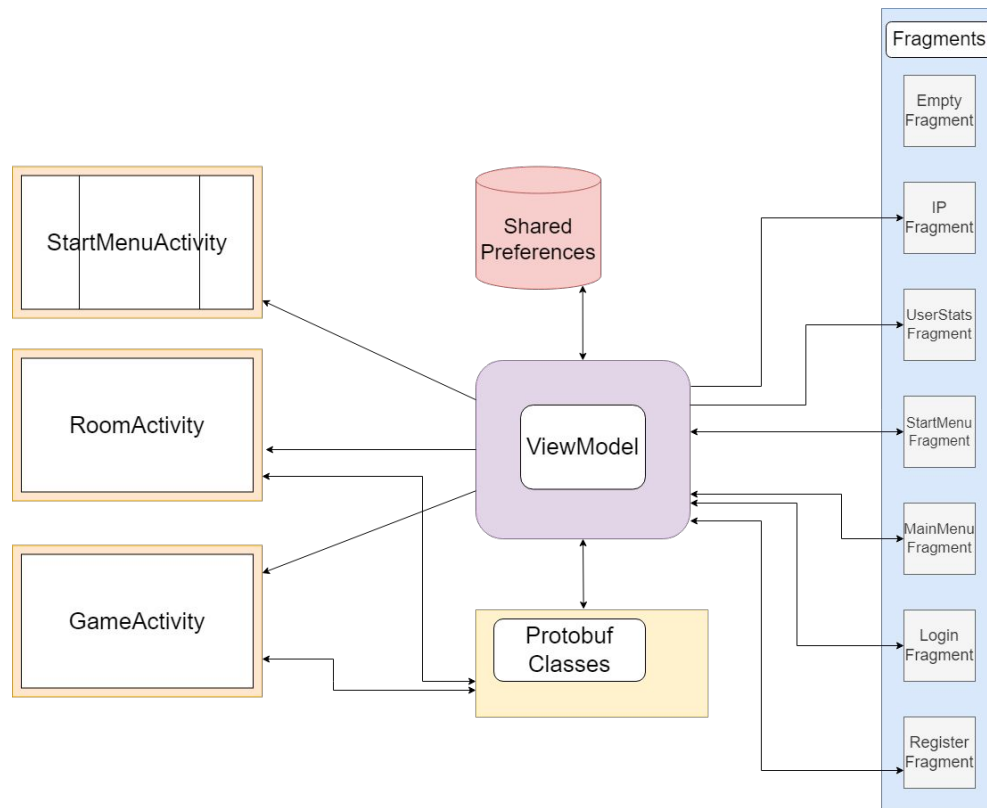 Fragments
Empty
Fragment
IP
Fragment
UserStats
Fragment
StartMenu
Fragment
MainMenu
Fragment
Login
Fragment
Register
Fragment
StartMenuActivity
RoomActivity
GameActivity
Shared
Preferences
ViewModel
Protobuf
Classes